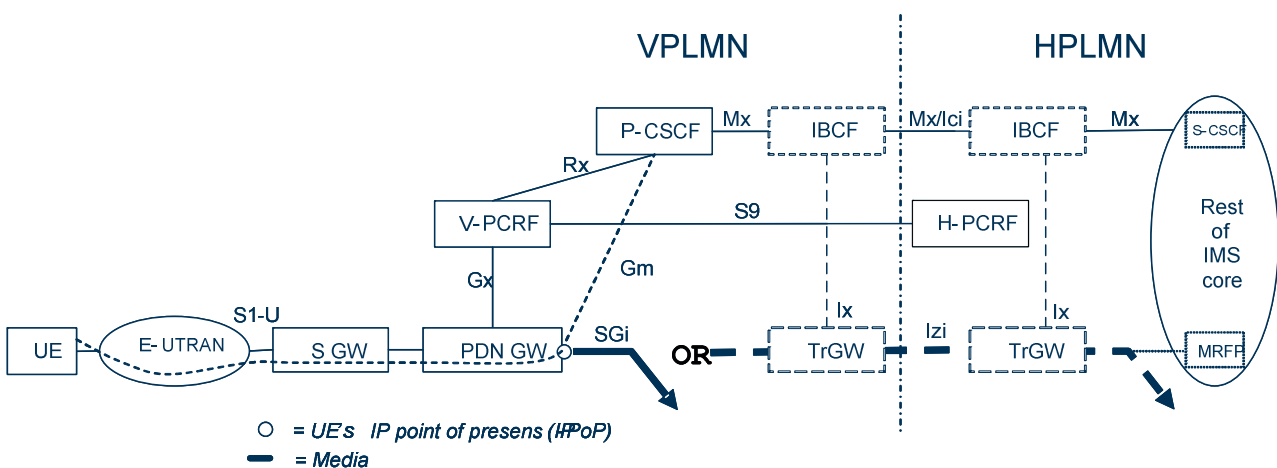 VPLMN
HPLMN
P-CSCF
Mx
IBCF
Mx/Ici
IBCF
Mx
S-CSCF
Rx
V-PCRF
S9
H-PCRF
Rest
of
IMS
core
Gx
Gm
S1-U
SGi
Ix
Izi
Ix
UE
E-UTRAN
S GW
PDN GW
OR
TrGW
TrGW
MRFP
= UE's IP point of presens (IP-PoP)
= Media